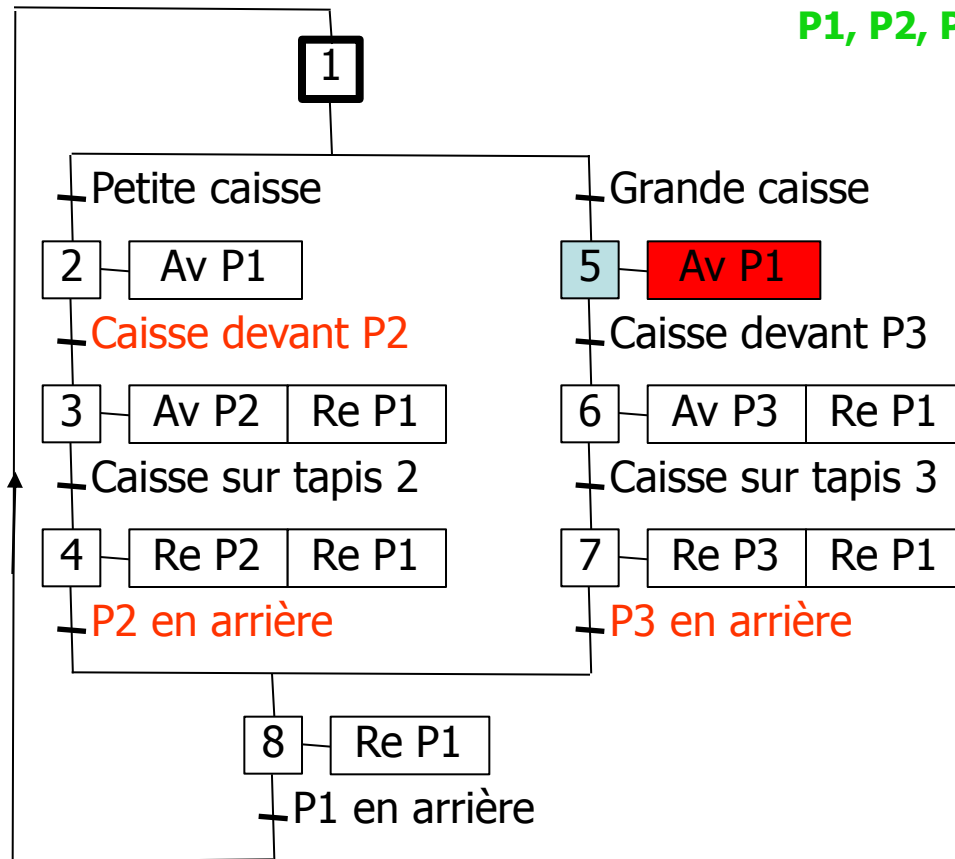 P1, P2, P
1
Petite caisse
Grande caisse
2 Av P1
5 Av P1
Caisse devant P2
Caisse devant P3
3 Av P2 Re P1
6 Av P3 Re P1
Caisse sur tapis 2
Caisse sur tapis 3
4 Re P2 Re P1
7 Re P3 Re P1
P2 en arrière
P3 en arrière
8 Re P1
P1 en arrière